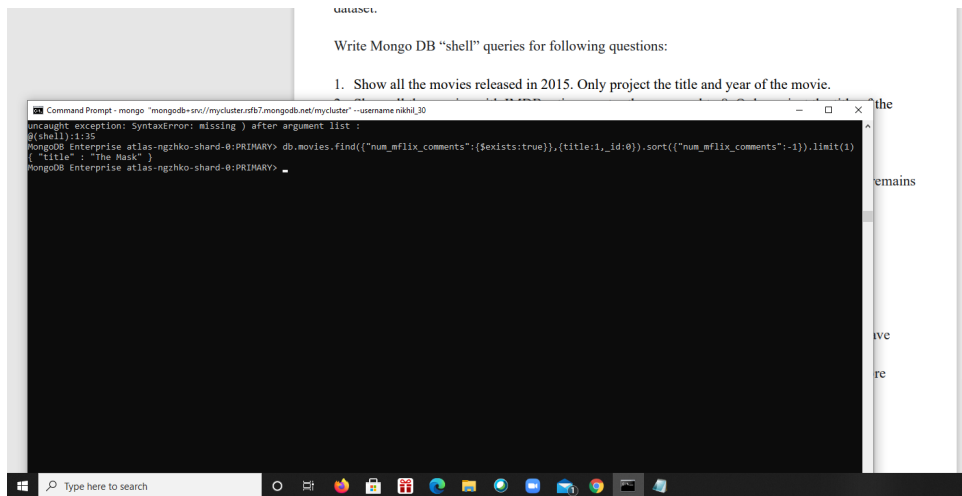 dataset.
Write Mongo DB “shell” queries for following questions:
1. Show all the movies released in 2015. Only project the title and year of the movie.
the
Command Prompt - mongo "mongodb+srv://mycluster.rsfb7.mongodb.net/mycluster" --username nikhil_30
uncaught exception: SyntaxError: missing ) after argument list :
@(shell):1:35
MongoDB Enterprise atlas-ngzhko-shard-0:PRIMARY> db.movies.find({"num_mflix_comments":{$exists:true}},{title:1,_id:0}).sort({"num_mflix_comments":-1}).limit(1)
{ "title" : "The Mask" }
MongoDB Enterprise atlas-ngzhko-shard-0:PRIMARY>
remains
Type here to search